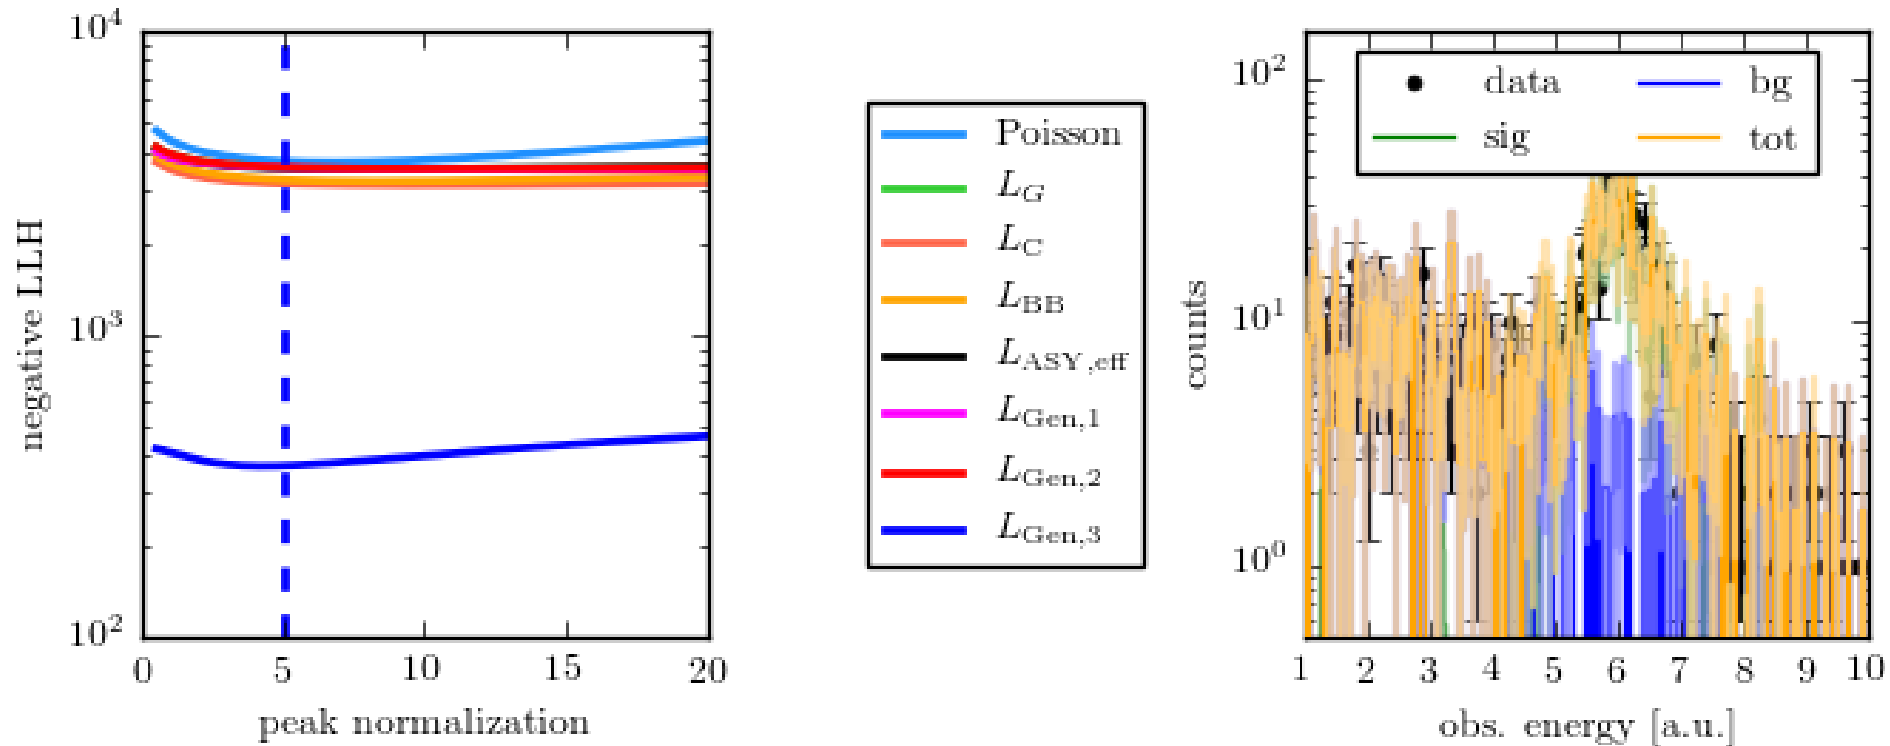 10^4
10^3
10^2
negative LLH
0 5 10 15 20
peak normalization
Poisson
L_G
L_C
L_BB
L_ASY,eff
L_Gen,1
L_Gen,2
L_Gen,3
data bg
sig tot
10^2
10^1
10^0
counts
1 2 3 4 5 6 7 8 9 10
obs. energy [a.u.]